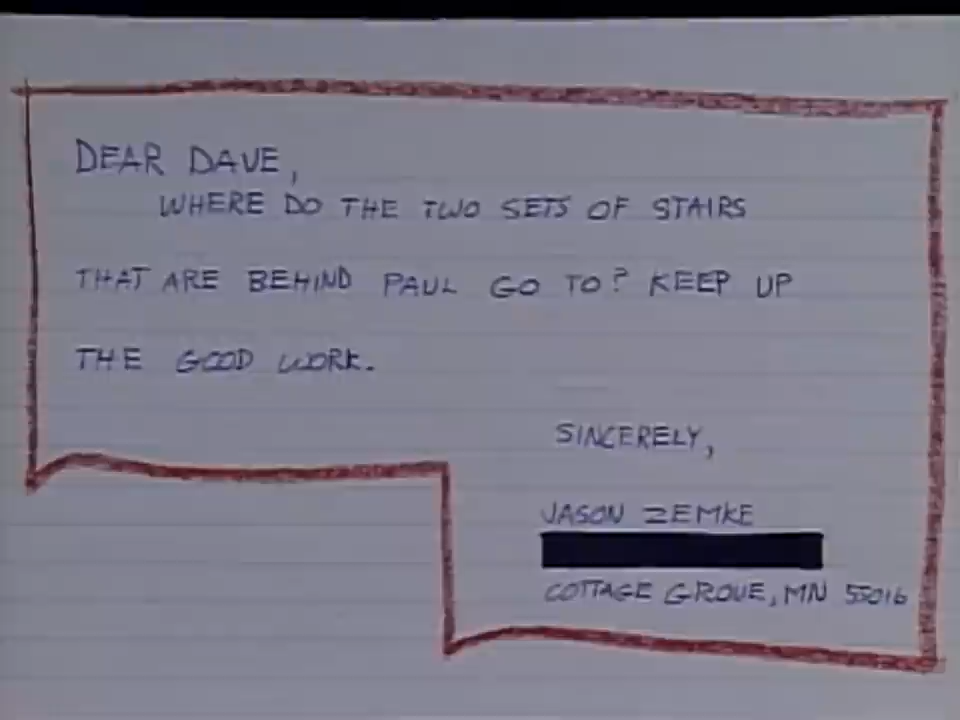 DEAR DAVE,
WHERE DO THE TWO SETS OF STAIRS
THAT ARE BEHIND PAUL GO TO? KEEP UP
THE GOOD WORK.
SINCERELY,
JASON ZEMKE
COTTAGE GROVE, MN 55016